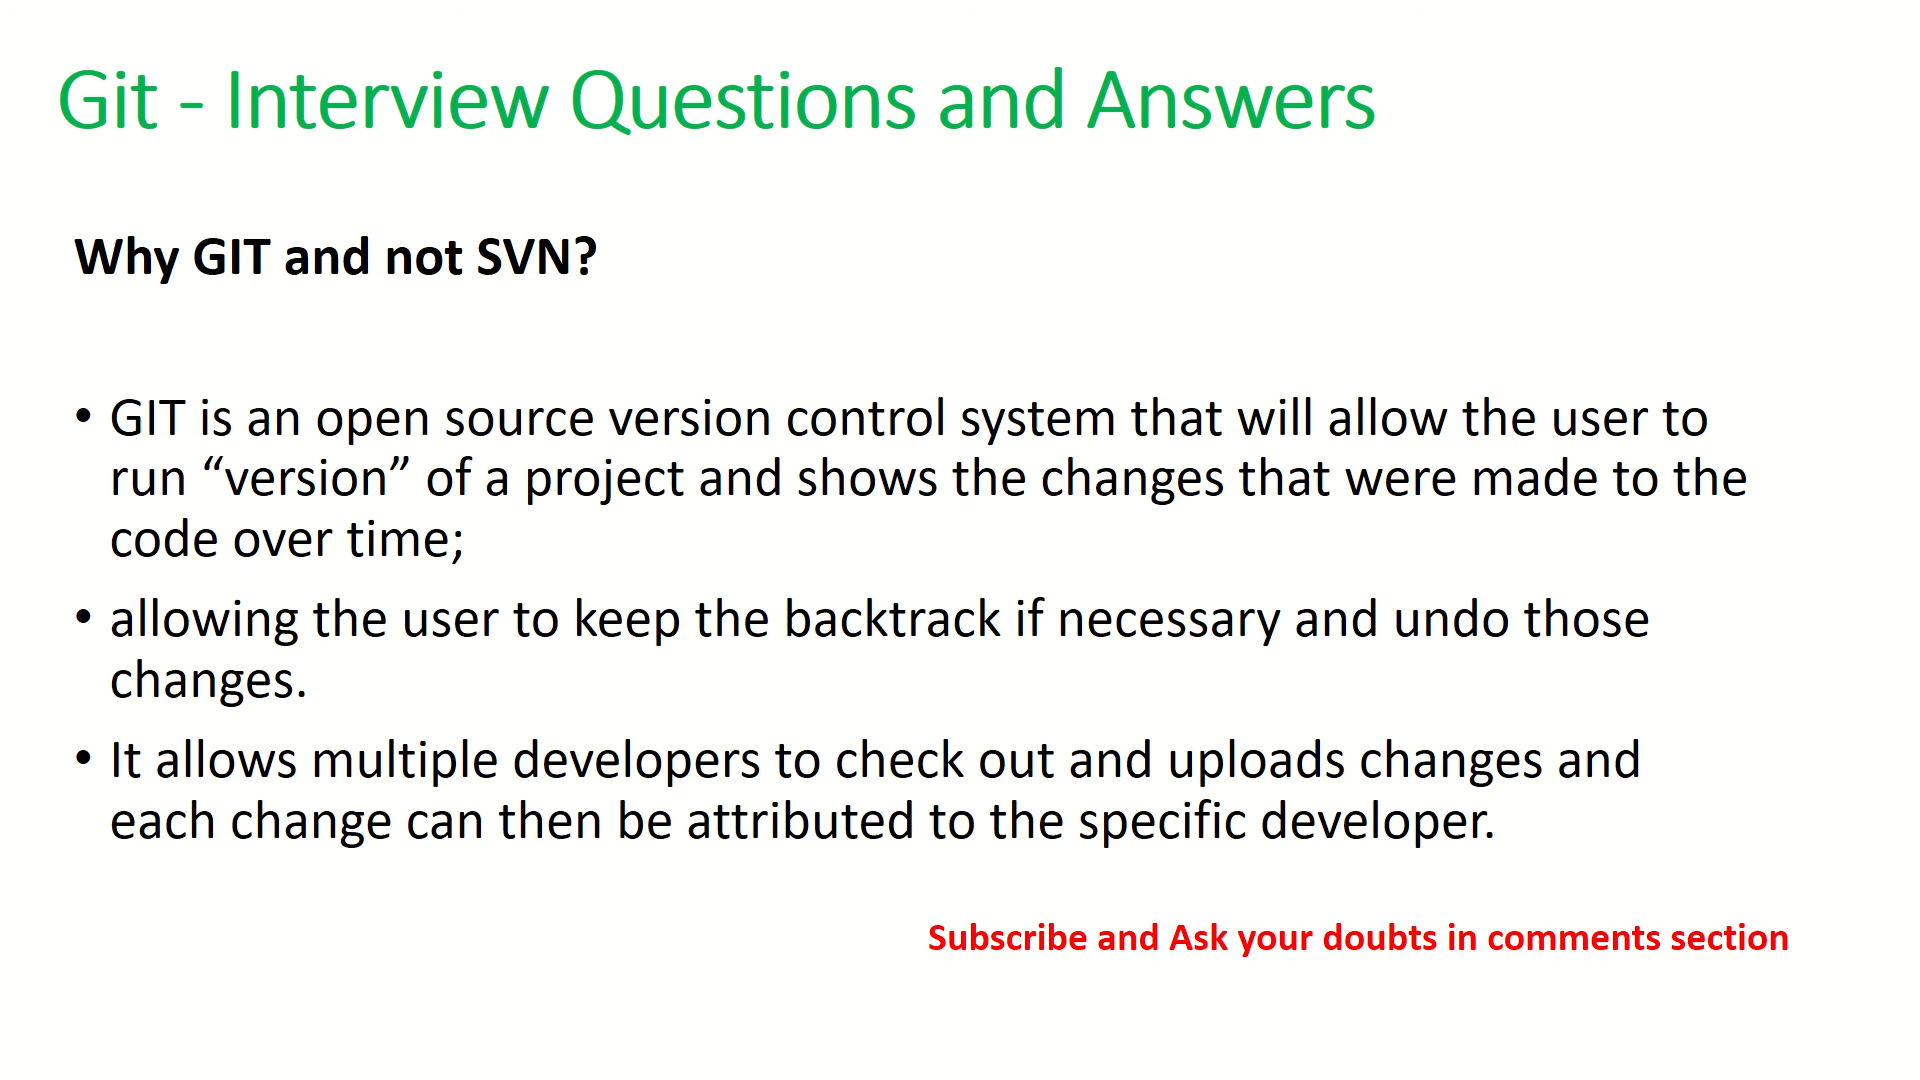 Git - Interview Questions and Answers
Why GIT and not SVN?
• GIT is an open source version control system that will allow the user to
run “version” of a project and shows the changes that were made to the
code over time;
• allowing the user to keep the backtrack if necessary and undo those
changes.
• It allows multiple developers to check out and uploads changes and
each change can then be attributed to the specific developer.
Subscribe and Ask your doubts in comments section